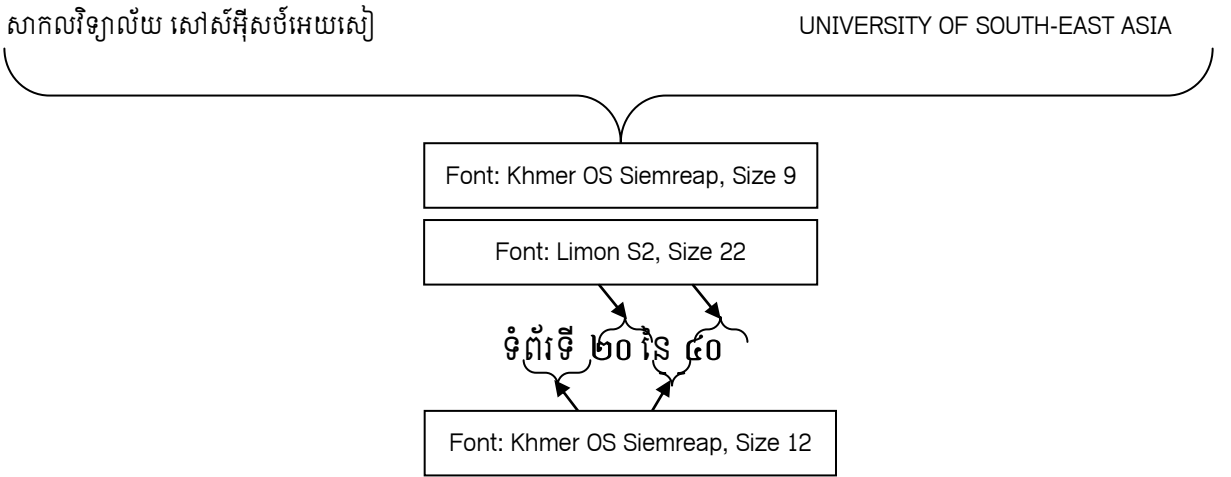 សាកលវិទ្យាល័យ សៅស៍អ៊ីសថ៍អេយសៀ UNIVERSITY OF SOUTH-EAST ASIA
Font: Khmer OS Siemreap, Size 9
Font: Limon S2, Size 22
ទំព័រទី ២០ នៃ ៤០
Font: Khmer OS Siemreap, Size 12